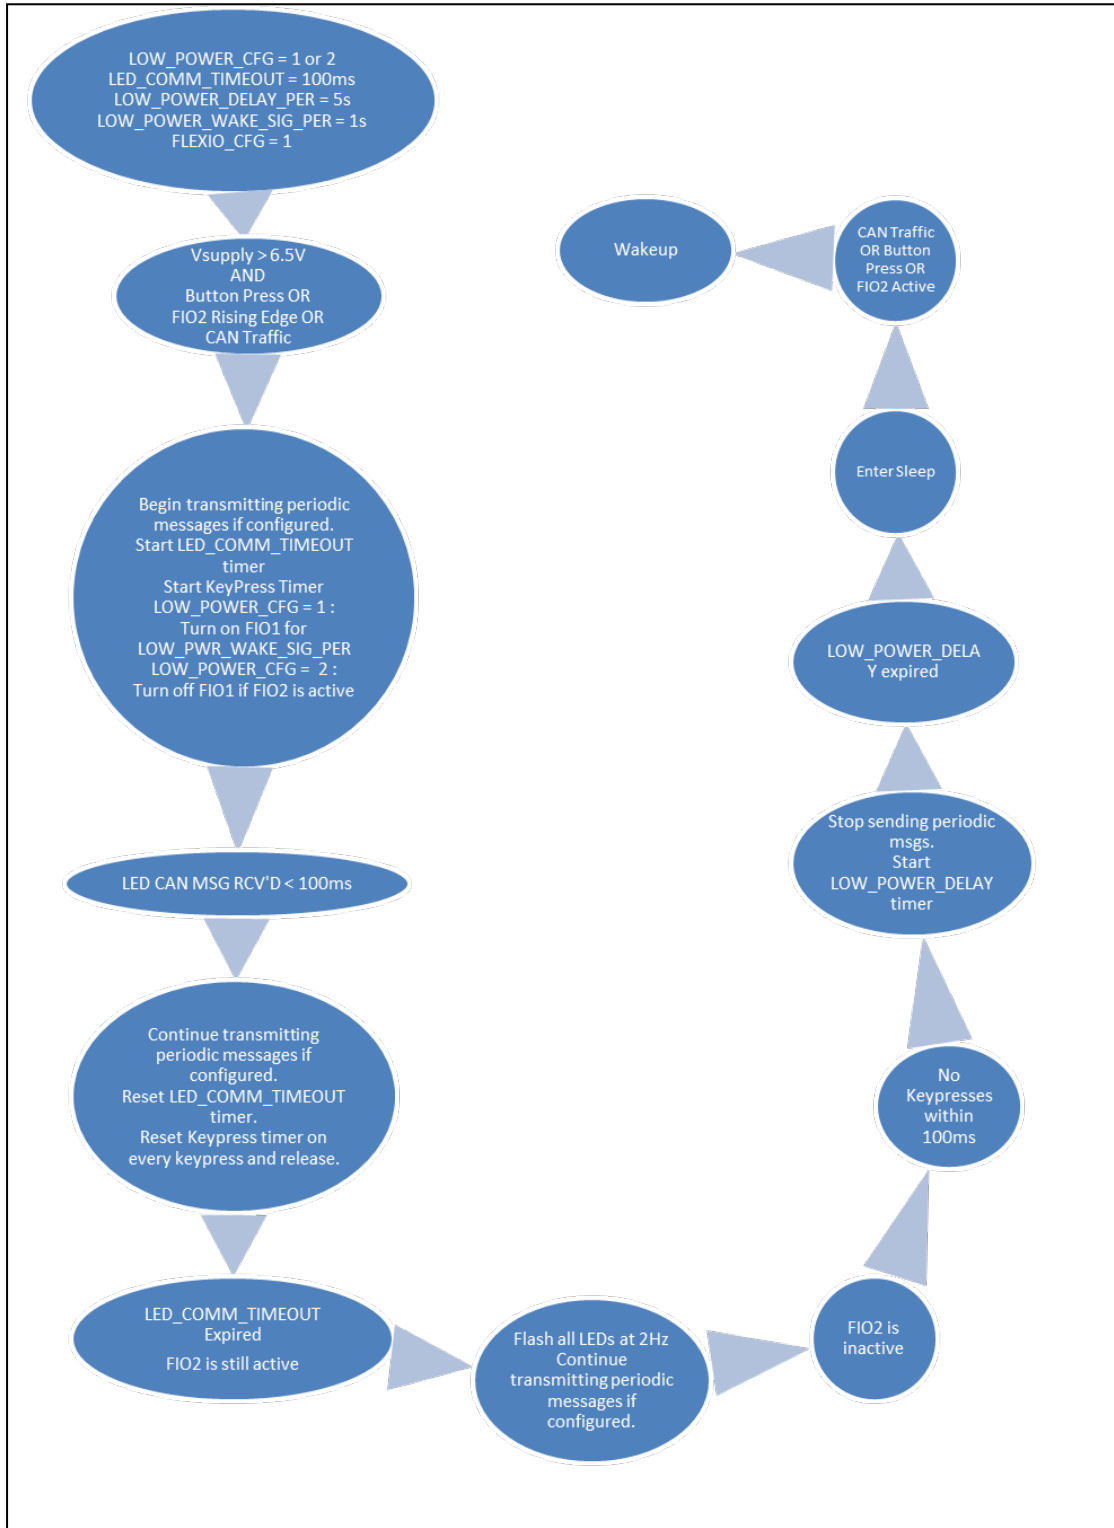 LOW_POWER_CFG = 1 or 2
LED_COMM_TIMEOUT = 100ms
LOW_POWER_DELAY_PER = 5s
LOW_POWER_WAKE_SIG_PER = 1s
FLEXIO_CFG = 1
Vsupply > 6.5V
AND
Button Press OR
FIO2 Rising Edge OR
CAN Traffic
Begin transmitting periodic
messages if configured.
Start LED_COMM_TIMEOUT
timer
Start KeyPress Timer
LOW_POWER_CFG = 1 :
Turn on FIO1 for
LOW_PWR_WAKE_SIG_PER
LOW_POWER_CFG = 2 :
Turn off FIO1 if FIO2 is active
LED CAN MSG RCV'D < 100ms
Continue transmitting
periodic messages if
configured.
Reset LED_COMM_TIMEOUT
timer.
Reset Keypress timer on
every keypress and release.
LED_COMM_TIMEOUT
Expired
FIO2 is still active
Flash all LEDs at 2Hz
Continue
transmitting periodic
messages if
configured.
FIO2 is
inactive
No
Keypresses
within
100ms
Stop sending periodic
msgs.
Start
LOW_POWER_DELAY
timer
LOW_POWER_DELA
Y expired
Enter Sleep
CAN Traffic
OR Button
Press OR
FIO2 Active
Wakeup